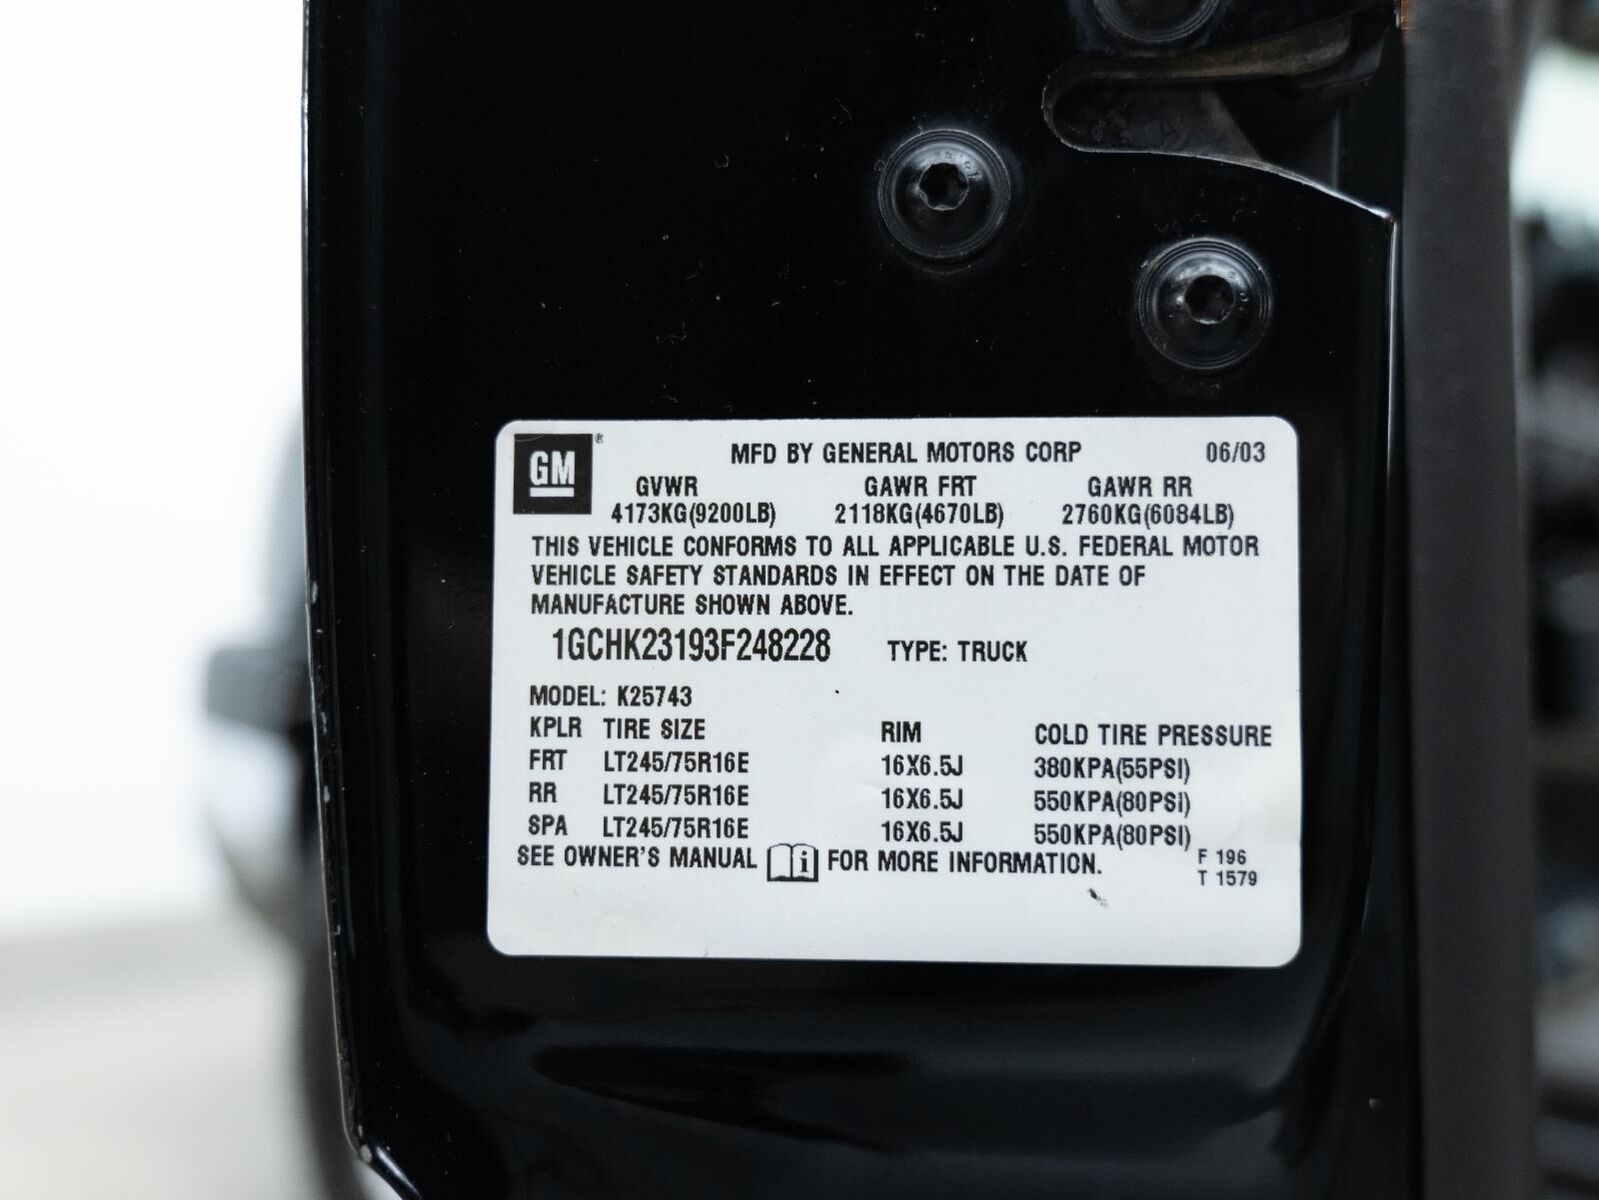 GM ® MFD BY GENERAL MOTORS CORP 06/03
GVWR GAWR FRT GAWR RR
4173KG(9200LB) 2118KG(4670LB) 2760KG(6084LB)
THIS VEHICLE CONFORMS TO ALL APPLICABLE U.S. FEDERAL MOTOR
VEHICLE SAFETY STANDARDS IN EFFECT ON THE DATE OF
MANUFACTURE SHOWN ABOVE.
1GCHK23193F248228 TYPE: TRUCK
MODEL: K25743
KPLR TIRE SIZE RIM COLD TIRE PRESSURE
FRT LT245/75R16E 16X6.5J 380KPA(55PSI)
RR LT245/75R16E 16X6.5J 550KPA(80PSI)
SPA LT245/75R16E 16X6.5J 550KPA(80PSI)
SEE OWNER'S MANUAL i FOR MORE INFORMATION. F 196
T 1579